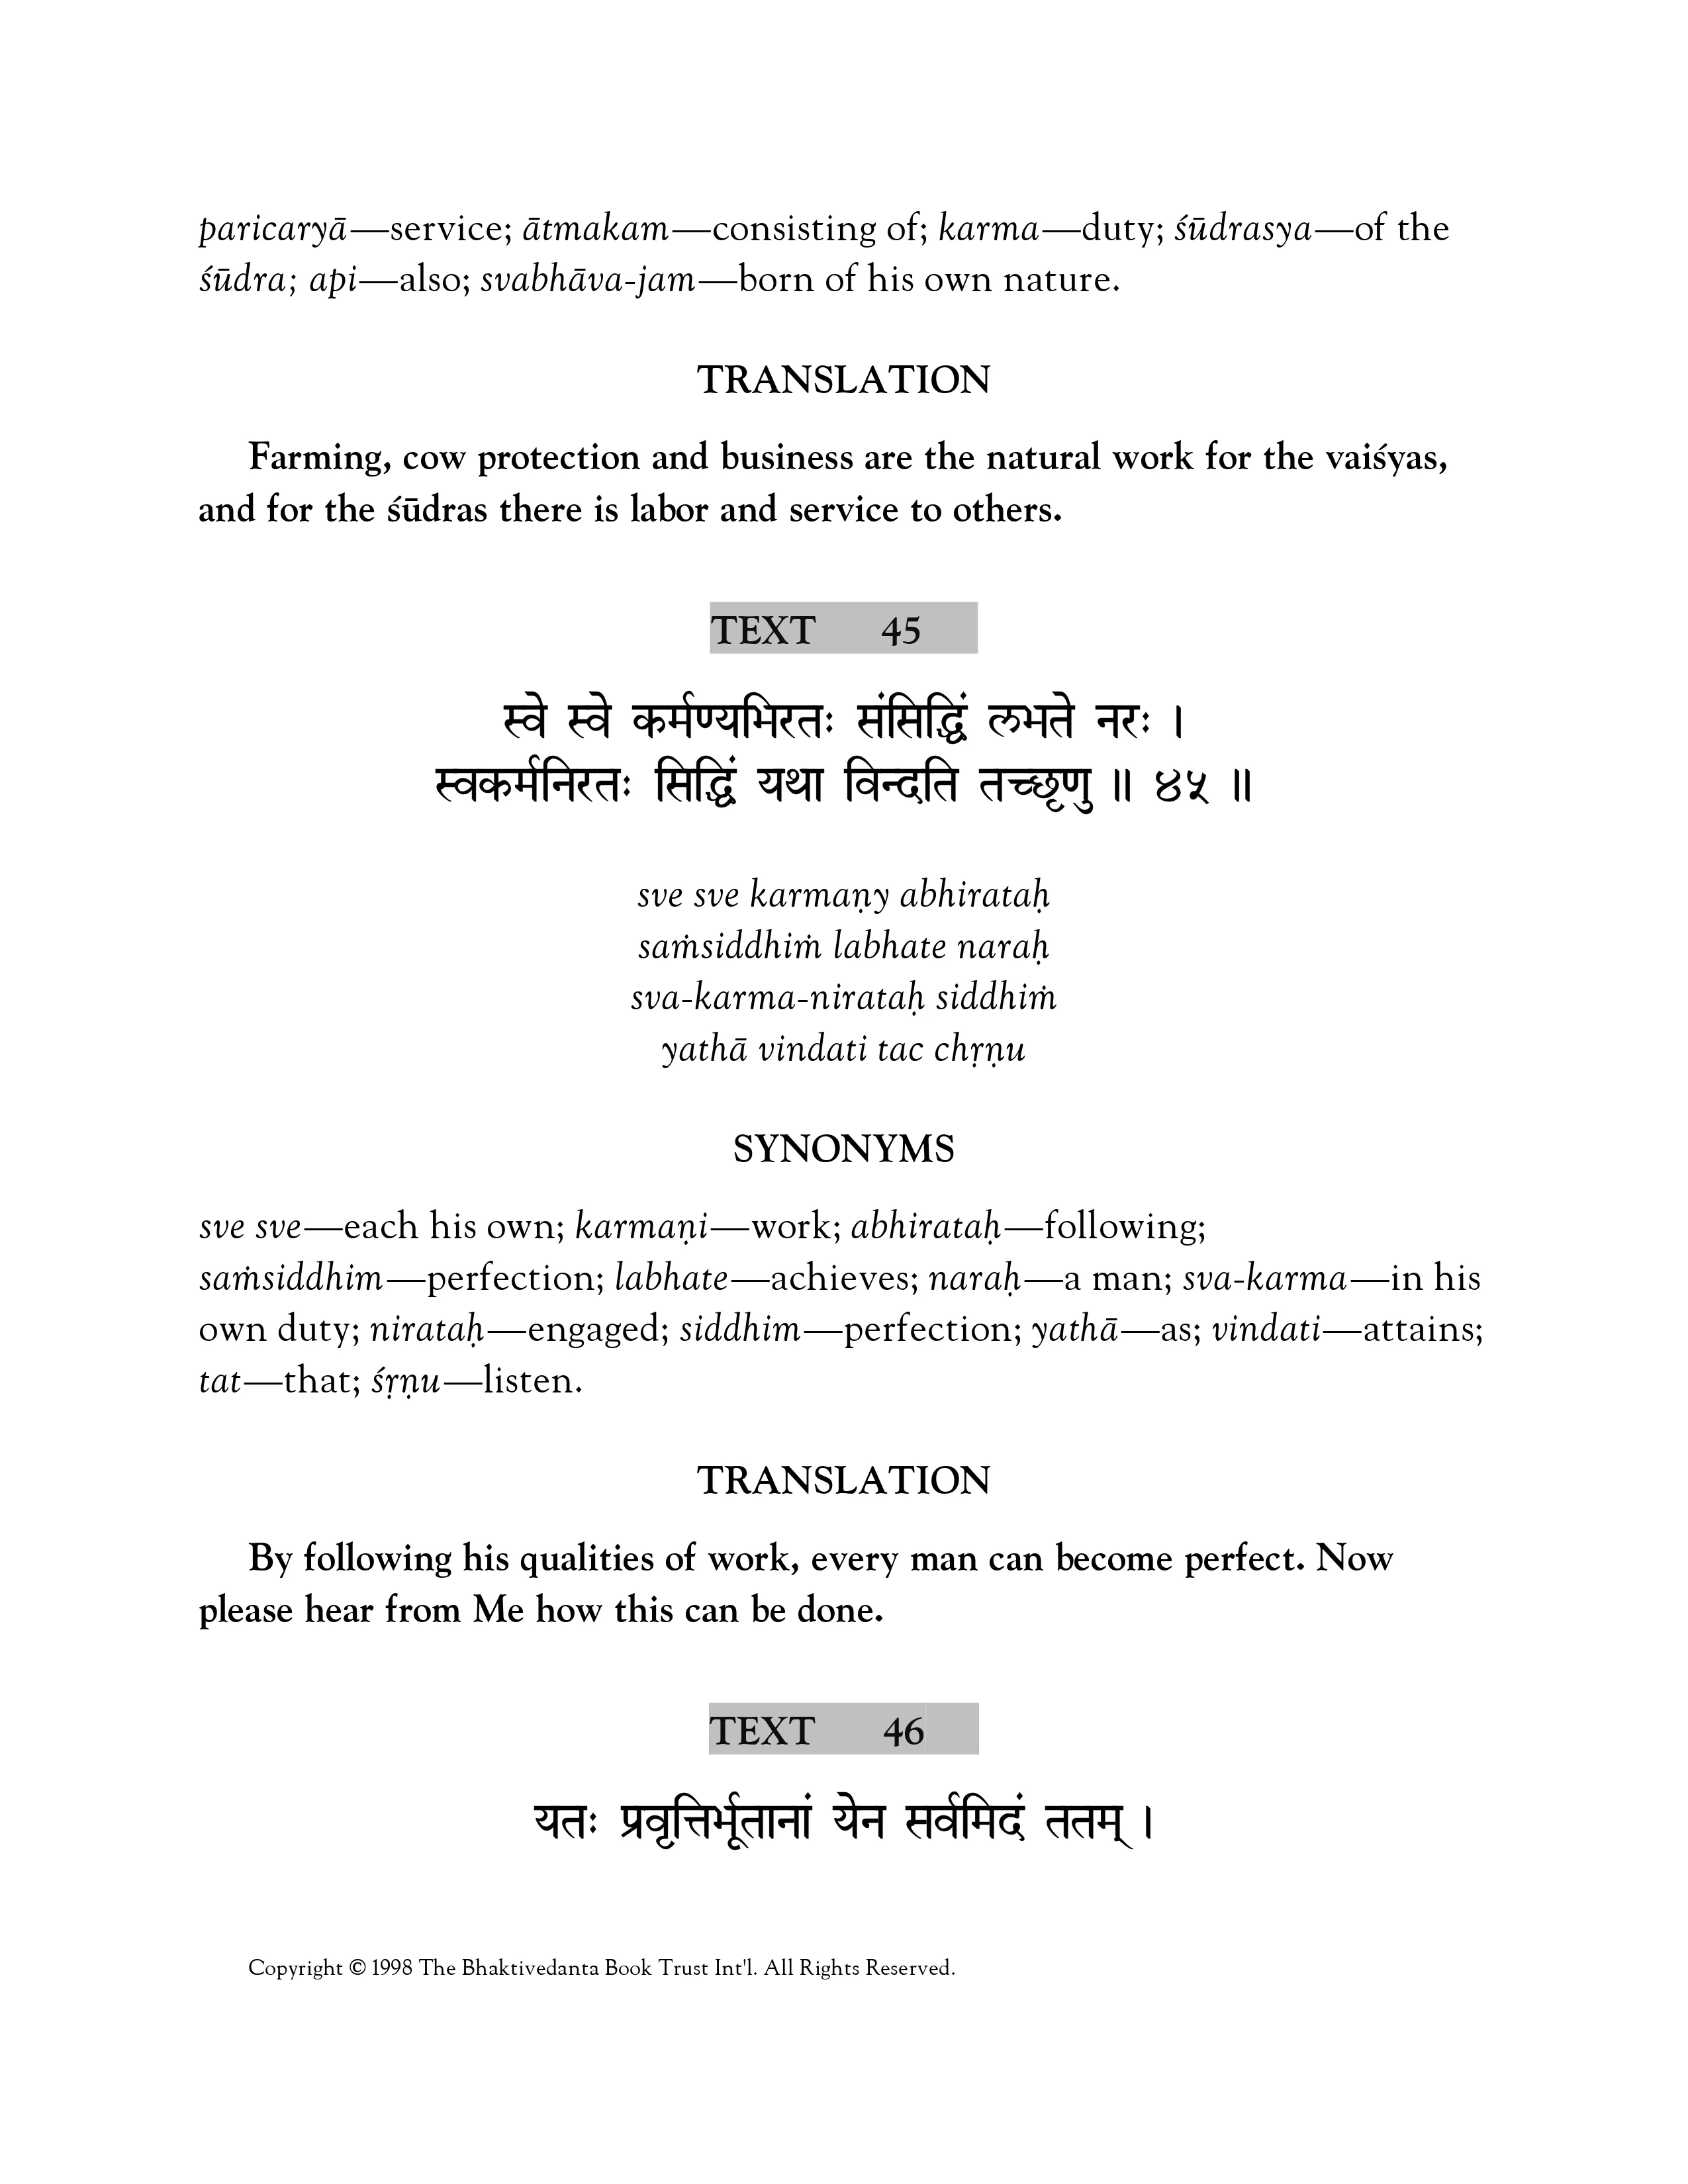 paricaryā—service; ātmakam—consisting of; karma—duty; śūdrasya—of the
śūdra; api—also; svabhāva-jam—born of his own nature.
TRANSLATION
Farming, cow protection and business are the natural work for the vaiśyas,
and for the śūdras there is labor and service to others.
TEXT 45
स्वे स्वे कर्मण्यभिरतः संसिद्धिं लभते नरः ।
स्वकर्मनिरतः सिद्धिं यथा विन्दति तच्छृणु ॥ ४५ ॥
sve sve karmaṇy abhirataḥ
saṁsiddhiṁ labhate naraḥ
sva-karma-nirataḥ siddhiṁ
yathā vindati tac chṛṇu
SYNONYMS
sve sve—each his own; karmaṇi—work; abhirataḥ—following;
saṁsiddhim—perfection; labhate—achieves; naraḥ—a man; sva-karma—in his
own duty; nirataḥ—engaged; siddhim—perfection; yathā—as; vindati—attains;
tat—that; śṛṇu—listen.
TRANSLATION
By following his qualities of work, every man can become perfect. Now
please hear from Me how this can be done.
TEXT 46
यतः प्रवृत्तिर्भूतानां येन सर्वमिदं ततम् ।
Copyright © 1998 The Bhaktivedanta Book Trust Int'l. All Rights Reserved.